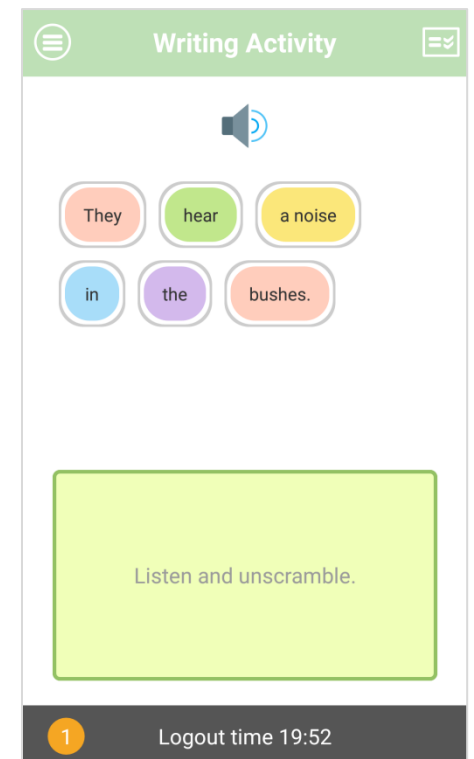 Writing Activity
They hear a noise
in the bushes.
Listen and unscramble.
1 Logout time 19:52